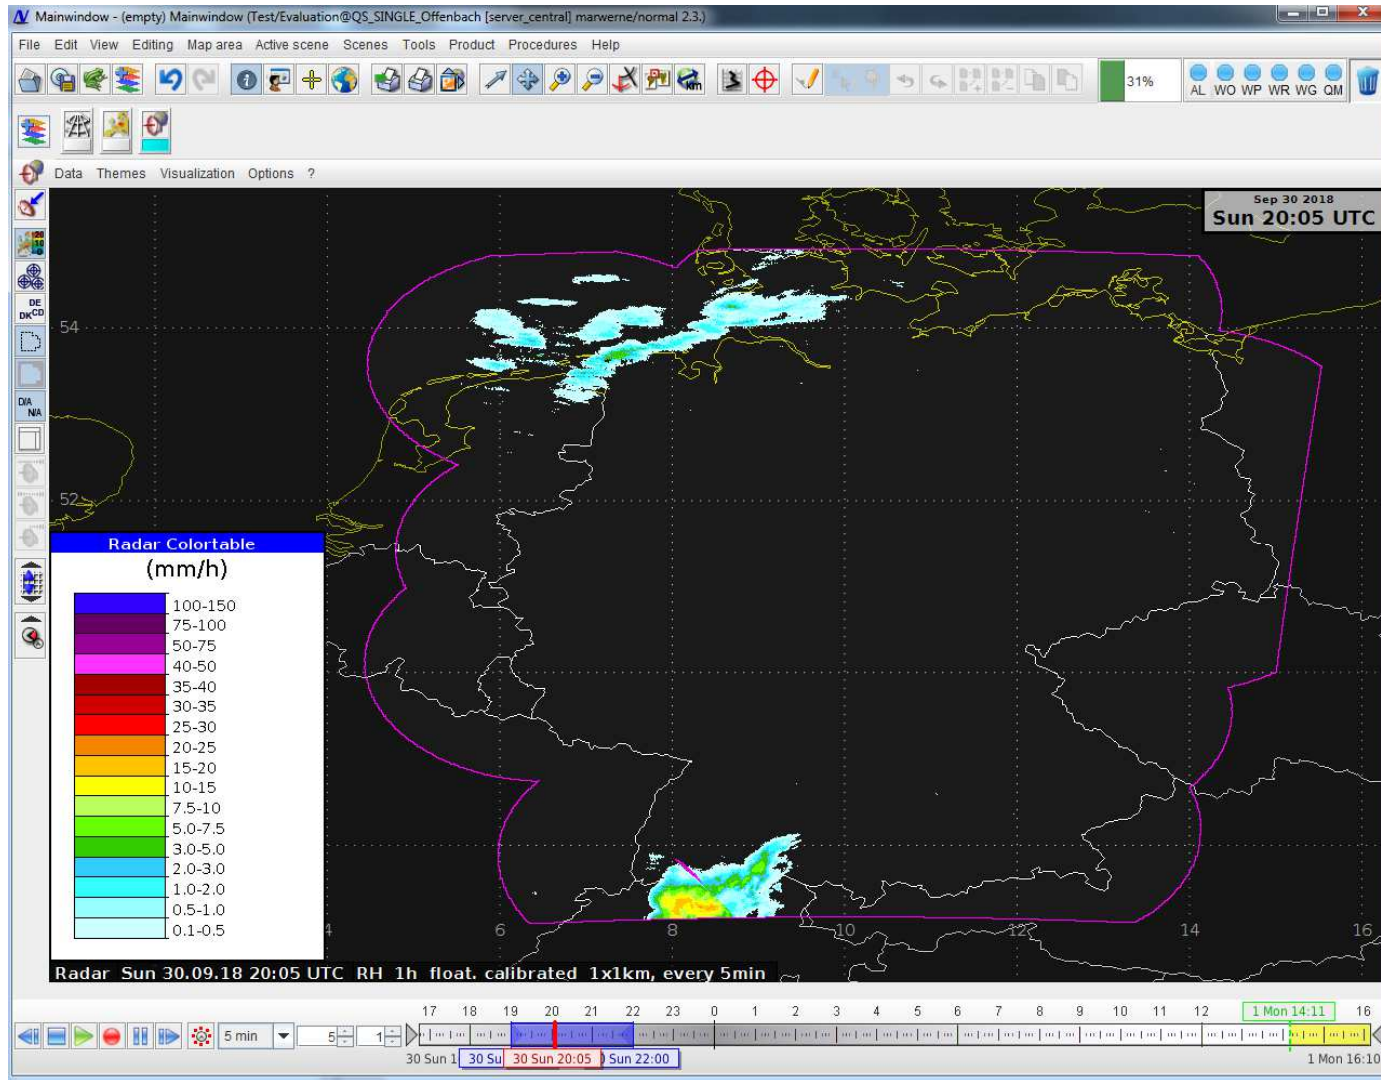 Mainwindow - (empty) Mainwindow (Test/Evaluation@QS_SINGLE_Offenbach [server_central] marwerne/normal 2.3.)
File Edit View Editing Map area Active scene Scenes Tools Product Procedures Help
31%
AL WO WP WR WG QM
Data Themes Visualization Options ?
Sep 30 2018
Sun 20:05 UTC
DE
DK CD
D/A
N/A
54
52
Radar Colortable
(mm/h)
100-150
75-100
50-75
40-50
35-40
30-35
25-30
20-25
15-20
10-15
7.5-10
5.0-7.5
3.0-5.0
2.0-3.0
1.0-2.0
0.5-1.0
0.1-0.5
4 6 8 10 12 14 16
Radar Sun 30.09.18 20:05 UTC RH 1h float. calibrated 1x1km, every 5min
17 18 19 20 21 22 23 0 1 2 3 4 5 6 7 8 9 10 11 12 1 Mon 14:11 16
5 min 5 1
30 Sun 1 30 Su 30 Sun 20:05 Sun 22:00 1 Mon 16:10